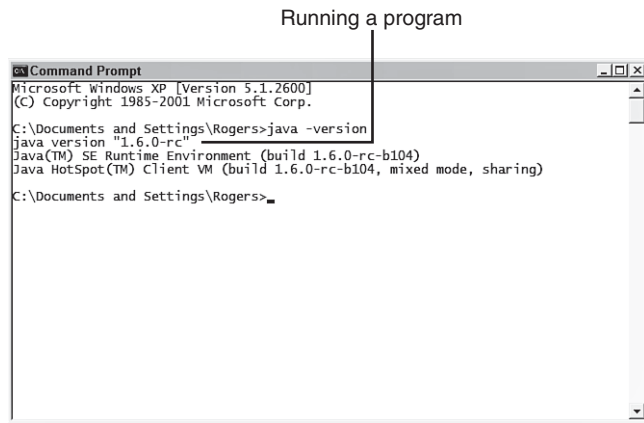 Running a program
Command Prompt
Microsoft Windows XP [Version 5.1.2600]
(C) Copyright 1985-2001 Microsoft Corp.
C:\Documents and Settings\Rogers>java -version
java version "1.6.0-rc"
Java(TM) SE Runtime Environment (build 1.6.0-rc-b104)
Java HotSpot(TM) Client VM (build 1.6.0-rc-b104, mixed mode, sharing)
C:\Documents and Settings\Rogers>